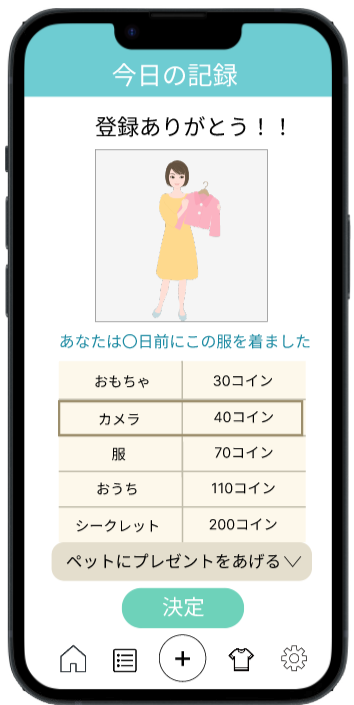 今日の記録
登録ありがとう！！
あなたは〇日前にこの服を着ました
おもちゃ 30コイン
カメラ 40コイン
服 70コイン
おうち 110コイン
シークレット 200コイン
ペットにプレゼントをあげる
決定